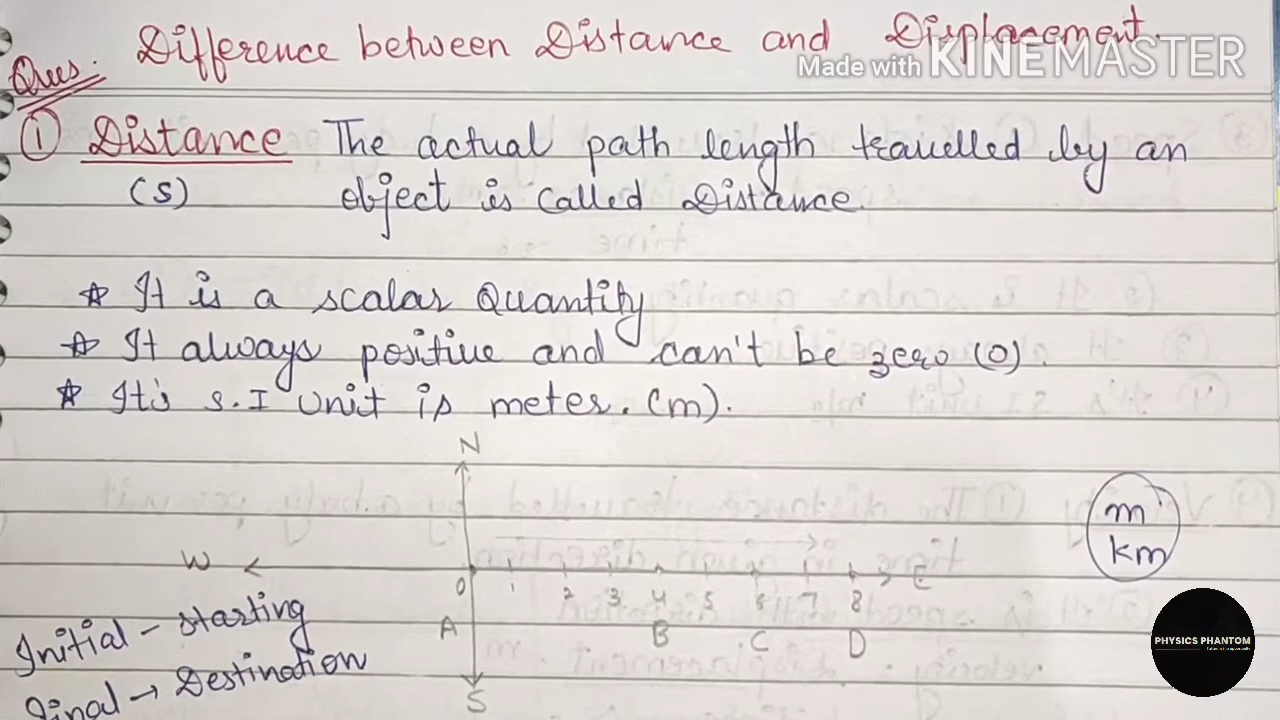 Difference between Distance and Displacement.
Made with KINEMASTER
Ques.
① Distance The actual path length travelled by an
(S) object is called Distance.
☆ It is a scalar Quantity
☆ It always positive and can't be zero (0).
☆ It's S.I Unit is meter. (m).
N
m
km
W E
0 1 2 3 4 5 6 7 8
A B C D
S
Initial - starting
Final → Destination
PHYSICS PHANTOM